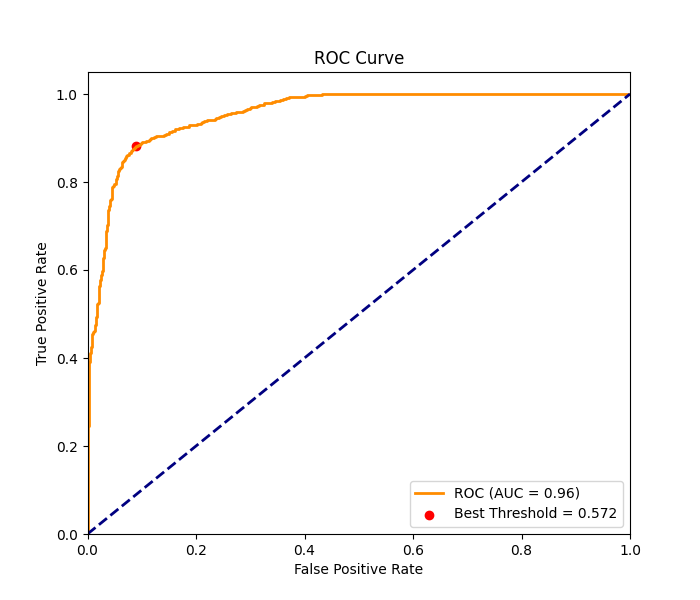 ROC Curve
True Positive Rate
1.0
0.8
0.6
0.4
0.2
0.0
0.0 0.2 0.4 0.6 0.8 1.0
False Positive Rate
ROC (AUC = 0.96)
Best Threshold = 0.572